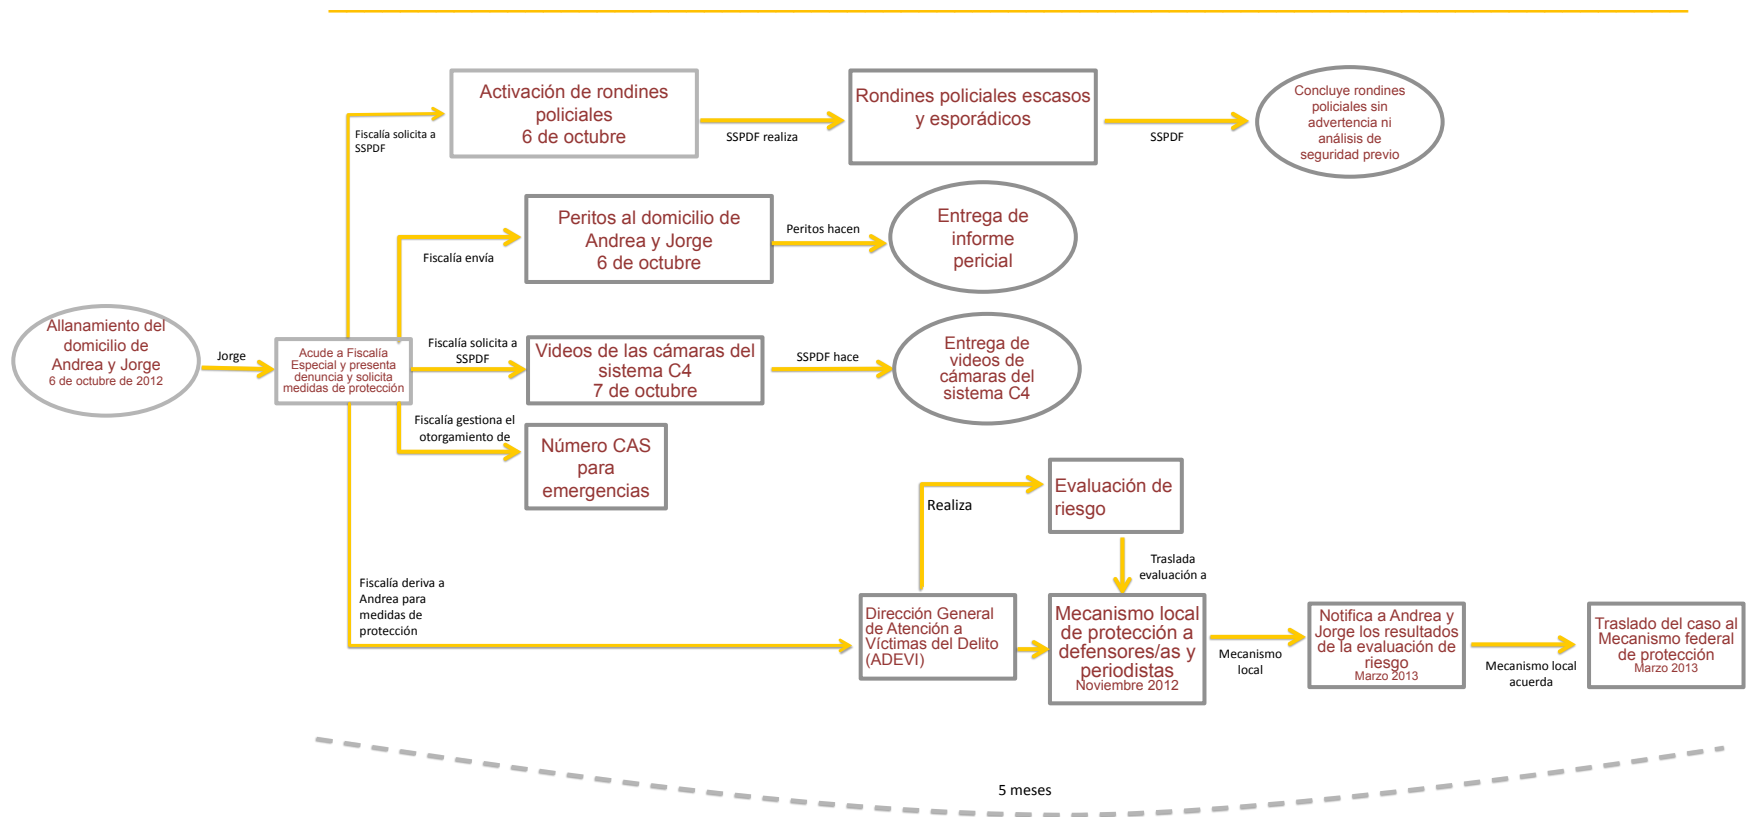 Activación de rondines
policiales
6 de octubre
Rondines policiales escasos
y esporádicos
Concluye rondines
policiales sin
advertencia ni
análisis de
seguridad previo
Fiscalía solicita a
SSPDF
SSPDF realiza
SSPDF
Peritos al domicilio de
Andrea y Jorge
6 de octubre
Entrega de
informe
pericial
Fiscalía envía
Peritos hacen
Allanamiento del
domicilio de
Andrea y Jorge
6 de octubre de 2012
Jorge
Acude a Fiscalía
Especial y presenta
denuncia y solicita
medidas de protección
Fiscalía solicita a
SSPDF
Videos de las cámaras del
sistema C4
7 de octubre
SSPDF hace
Entrega de
videos de
cámaras del
sistema C4
Fiscalía gestiona el
otorgamiento de
Número CAS
para
emergencias
Realiza
Evaluación de
riesgo
Traslada
evaluación a
Fiscalía deriva a
Andrea para
medidas de
protección
Dirección General
de Atención a
Víctimas del Delito
(ADEVI)
Mecanismo local
de protección a
defensores/as y
periodistas
Noviembre 2012
Mecanismo
local
Notifica a Andrea y
Jorge los resultados
de la evaluación de
riesgo
Marzo 2013
Mecanismo local
acuerda
Traslado del caso al
Mecanismo federal
de protección
Marzo 2013
5 meses